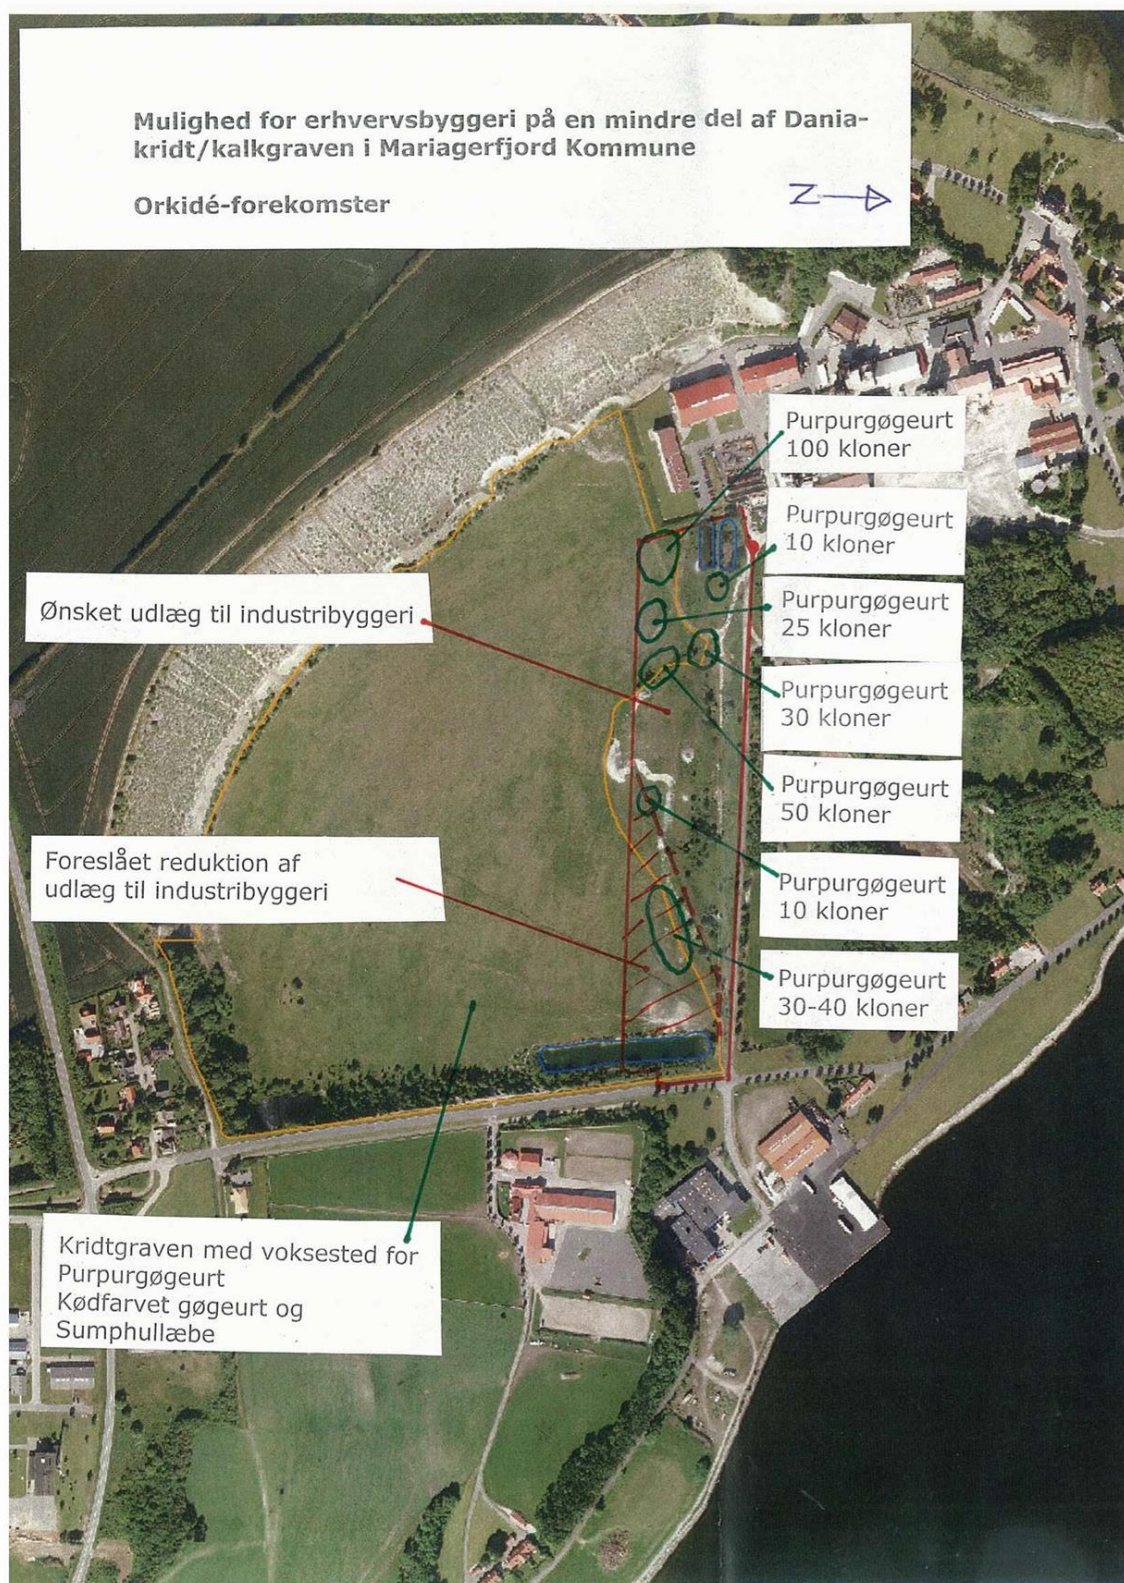 Mulighed for erhvervsbyggeri på en mindre del af Dania-
kridt/kalkgraven i Mariagerfjord Kommune
Orkidé-forekomster
N
Purpurgøgeurt
100 kloner
Purpurgøgeurt
10 kloner
Ønsket udlæg til industribyggeri
Purpurgøgeurt
25 kloner
Purpurgøgeurt
30 kloner
Purpurgøgeurt
50 kloner
Foreslået reduktion af
udlæg til industribyggeri
Purpurgøgeurt
10 kloner
Purpurgøgeurt
30-40 kloner
Kridtgraven med voksested for
Purpurgøgeurt
Kødfarvet gøgeurt og
Sumphullæbe